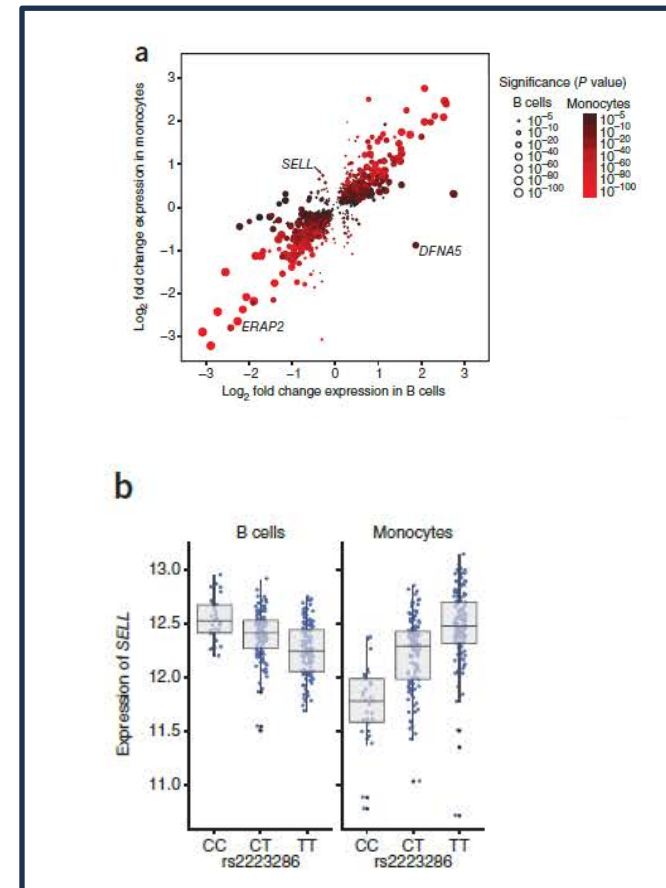 a
Significance (P value)
B cells Monocytes
10⁻⁵ 10⁻⁵
10⁻¹⁰ 10⁻¹⁰
10⁻²⁰ 10⁻²⁰
10⁻⁴⁰ 10⁻⁴⁰
10⁻⁶⁰ 10⁻⁶⁰
10⁻⁸⁰ 10⁻⁸⁰
10⁻¹⁰⁰ 10⁻¹⁰⁰
Log₂ fold change expression in monocytes
3
2
1
0
–1
–2
–3
SELL
DFNA5
ERAP2
–3 –2 –1 0 1 2 3
Log₂ fold change expression in B cells
b
B cells Monocytes
Expression of SELL
13.0
12.5
12.0
11.5
11.0
CC CT TT CC CT TT
rs2223286 rs2223286